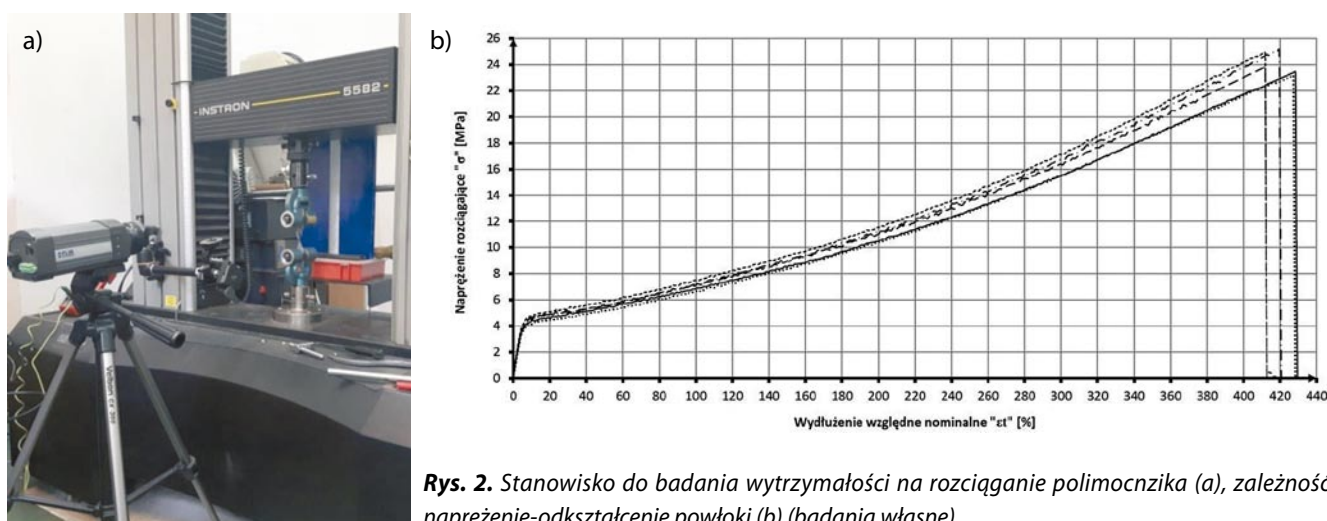 a)
INSTRON
5582
b)
Naprężenie rozciągające "σ" [MPa]
26
24
22
20
18
16
14
12
10
8
6
4
2
0
0 20 40 60 80 100 120 140 160 180 200 220 240 260 280 300 320 340 360 380 400 420 440
Wydłużenie względne nominalne "εt" [%]
Rys. 2. Stanowisko do badania wytrzymałości na rozciąganie polimocznika (a), zależność
naprężenie-odkształcenie powłoki (b) (badania własne)